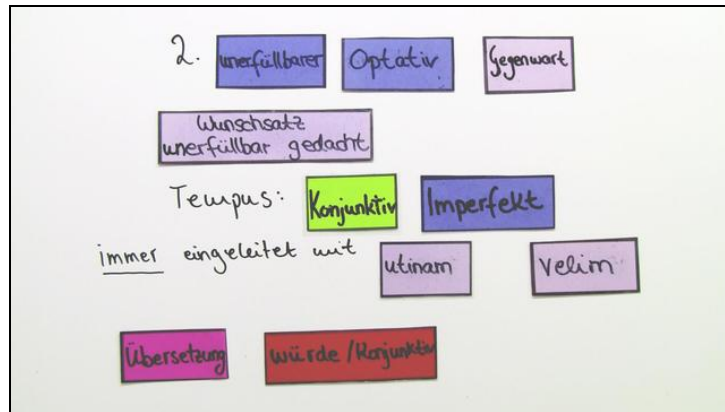 2. unerfüllbarer Optativ Gegenwart
Wunschsatz
unerfüllbar gedacht
Tempus: Konjunktiv Imperfekt
immer eingeleitet mit utinam velim
Übersetzung würde/Konjunktiv